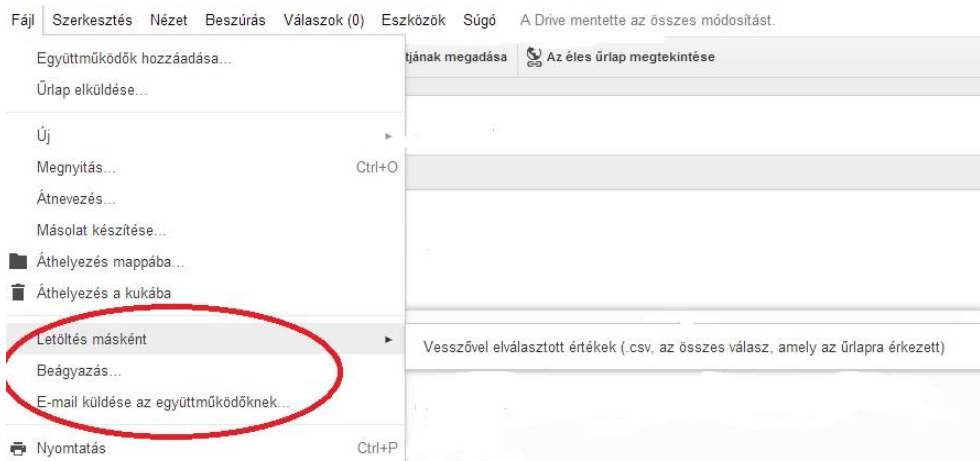 Fájl Szerkesztés Nézet Beszúrás Válaszok (0) Eszközök Súgó A Drive mentette az összes módosítást.
tjának megadása Az éles űrlap megtekintése
Együttműködők hozzáadása...
Űrlap elküldése...
Új
Megnyitás... Ctrl+O
Átnevezés...
Másolat készítése...
Áthelyezés mappába...
Áthelyezés a kukába
Letöltés másként
Vesszővel elválasztott értékek (.csv, az összes válasz, amely az űrlapra érkezett)
Beágyazás...
E-mail küldése az együttműködőknek...
Nyomtatás Ctrl+P